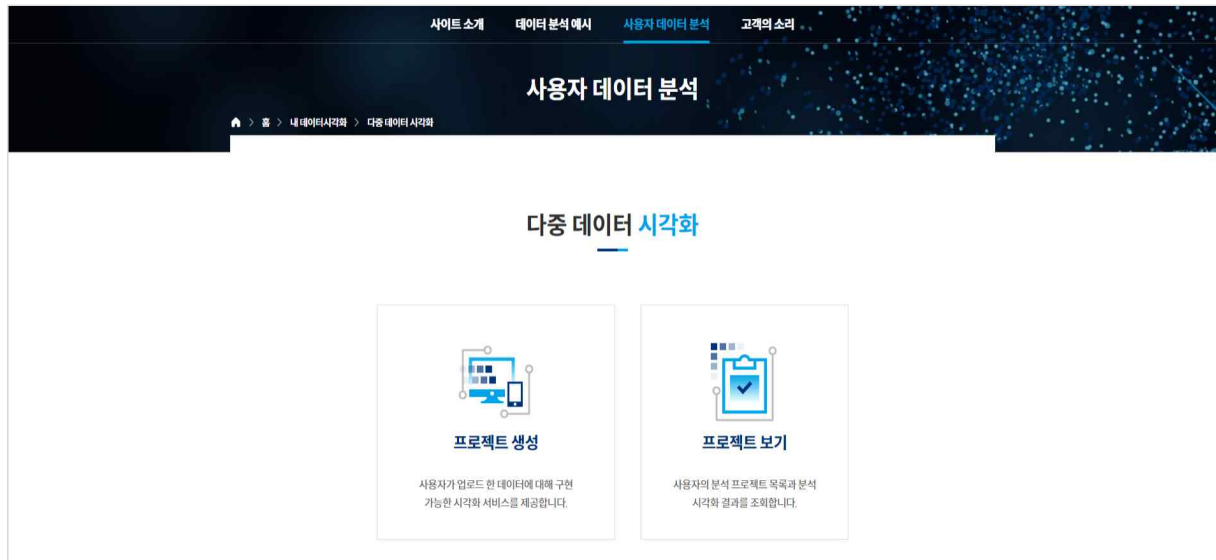 사이트 소개 데이터 분석 예시 사용자 데이터 분석 고객의 소리
사용자 데이터 분석
> 홈 > 내 데이터시각화 > 다중 데이터 시각화
다중 데이터 시각화
프로젝트 생성
사용자가 업로드 한 데이터에 대해 구현
가능한 시각화 서비스를 제공합니다.
프로젝트 보기
사용자의 분석 프로젝트 목록과 분석
시각화 결과를 조회합니다.